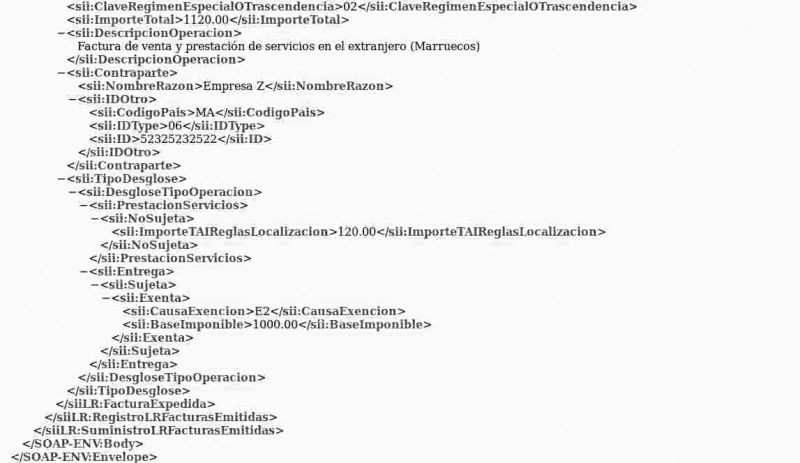 <sii:ClaveRegimenEspecialOTrascendencia>02</sii:ClaveRegimenEspecialOTrascendencia>
<sii:ImporteTotal>1120.00</sii:ImporteTotal>
−<sii:DescripcionOperacion>
Factura de venta y prestación de servicios en el extranjero (Marruecos)
</sii:DescripcionOperacion>
−<sii:Contraparte>
<sii:NombreRazon>Empresa Z</sii:NombreRazon>
−<sii:IDOtro>
<sii:CodigoPais>MA</sii:CodigoPais>
<sii:IDType>06</sii:IDType>
<sii:ID>52325232522</sii:ID>
</sii:IDOtro>
</sii:Contraparte>
−<sii:TipoDesglose>
−<sii:DesgloseTipoOperacion>
−<sii:PrestacionServicios>
−<sii:NoSujeta>
<sii:ImporteTAIReglasLocalizacion>120.00</sii:ImporteTAIReglasLocalizacion>
</sii:NoSujeta>
</sii:PrestacionServicios>
−<sii:Entrega>
−<sii:Sujeta>
−<sii:Exenta>
<sii:CausaExencion>E2</sii:CausaExencion>
<sii:BaseImponible>1000.00</sii:BaseImponible>
</sii:Exenta>
</sii:Sujeta>
</sii:Entrega>
</sii:DesgloseTipoOperacion>
</sii:TipoDesglose>
</siiLR:FacturaExpedida>
</siiLR:RegistroLRFacturasEmitidas>
</siiLR:SuministroLRFacturasEmitidas>
</SOAP-ENV:Body>
</SOAP-ENV:Envelope>